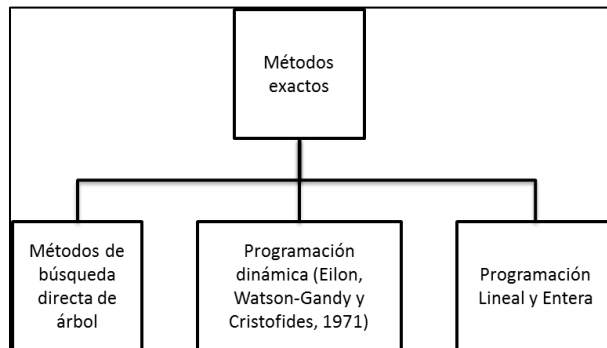 Métodos
exactos
Métodos de
búsqueda
directa de
árbol
Programación
dinámica (Eilon,
Watson-Gandy y
Cristofides, 1971)
Programación
Lineal y Entera